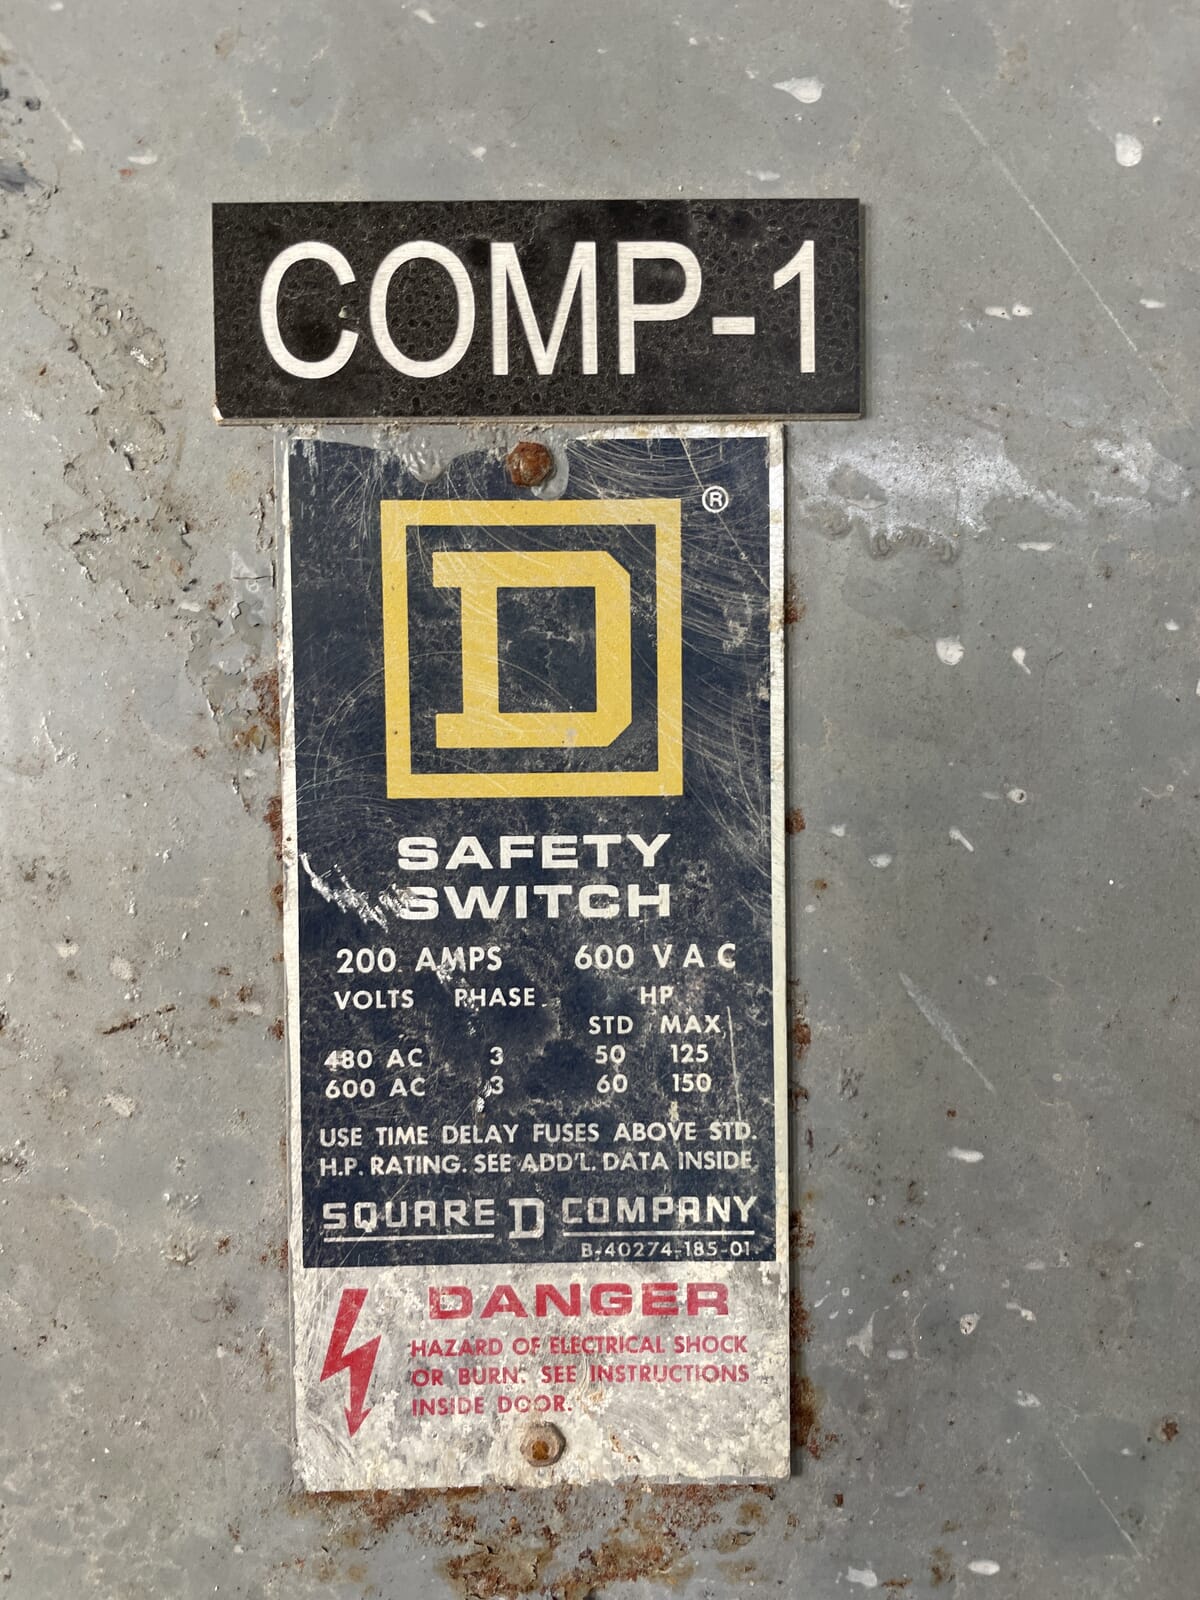 COMP-1
®
D
SAFETY
SWITCH
200 AMPS 600 VAC
VOLTS PHASE HP
STD MAX
480 AC 3 50 125
600 AC 3 60 150
USE TIME DELAY FUSES ABOVE STD.
H.P. RATING. SEE ADD'L. DATA INSIDE
SQUARE D COMPANY
B-40274-185-01
DANGER
HAZARD OF ELECTRICAL SHOCK
OR BURN. SEE INSTRUCTIONS
INSIDE DOOR.